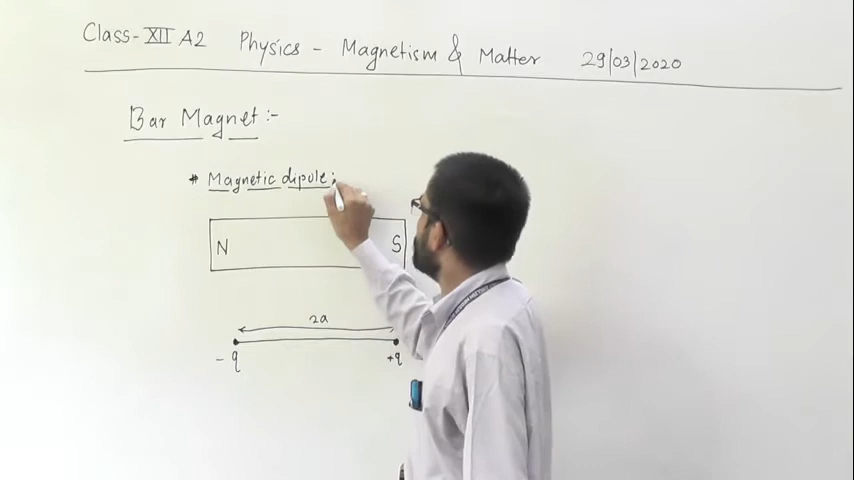 Class-XII A2 Physics - Magnetism & Matter 29/03/2020
Bar Magnet :-
* Magnetic dipole:
N S
2a
-q +q